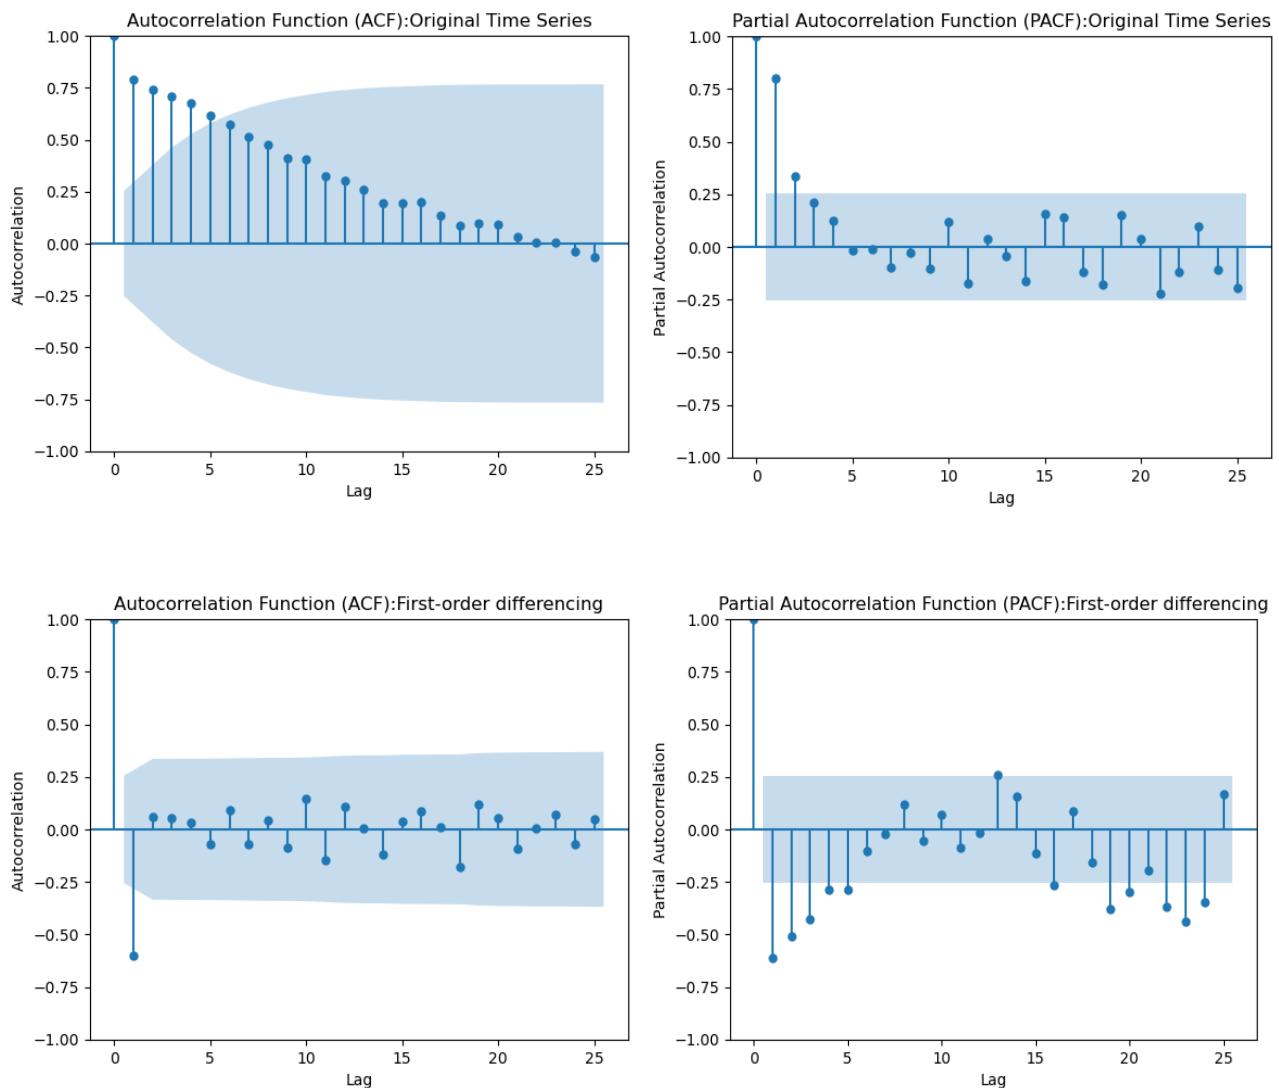 Autocorrelation Function (ACF):Original Time Series
1.00
0.75
0.50
0.25
0.00
−0.25
−0.50
−0.75
−1.00
Autocorrelation
0 5 10 15 20 25
Lag
Partial Autocorrelation Function (PACF):Original Time Series
1.00
0.75
0.50
0.25
0.00
−0.25
−0.50
−0.75
−1.00
Partial Autocorrelation
0 5 10 15 20 25
Lag
Autocorrelation Function (ACF):First-order differencing
1.00
0.75
0.50
0.25
0.00
−0.25
−0.50
−0.75
−1.00
Autocorrelation
0 5 10 15 20 25
Lag
Partial Autocorrelation Function (PACF):First-order differencing
1.00
0.75
0.50
0.25
0.00
−0.25
−0.50
−0.75
−1.00
Partial Autocorrelation
0 5 10 15 20 25
Lag